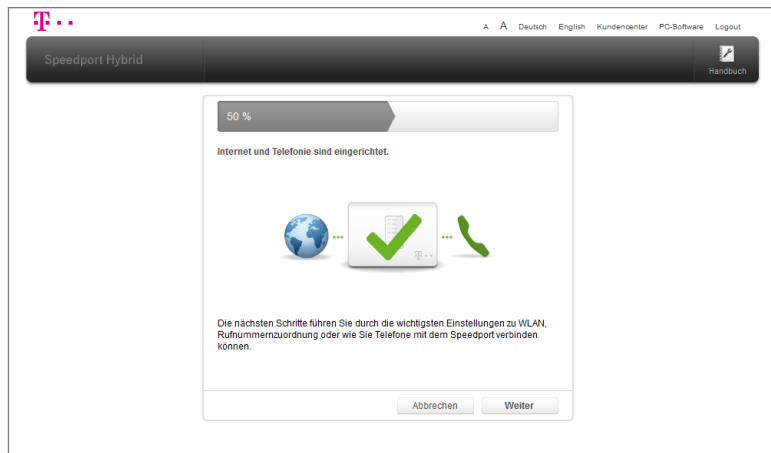 T
A A Deutsch English Kundencenter PC-Software Logout
Speedport Hybrid
Handbuch
50 %
Internet und Telefonie sind eingerichtet.
T
Die nächsten Schritte führen Sie durch die wichtigsten Einstellungen zu WLAN,
Rufnummernzuordnung oder wie Sie Telefone mit dem Speedport verbinden
können.
Abbrechen Weiter